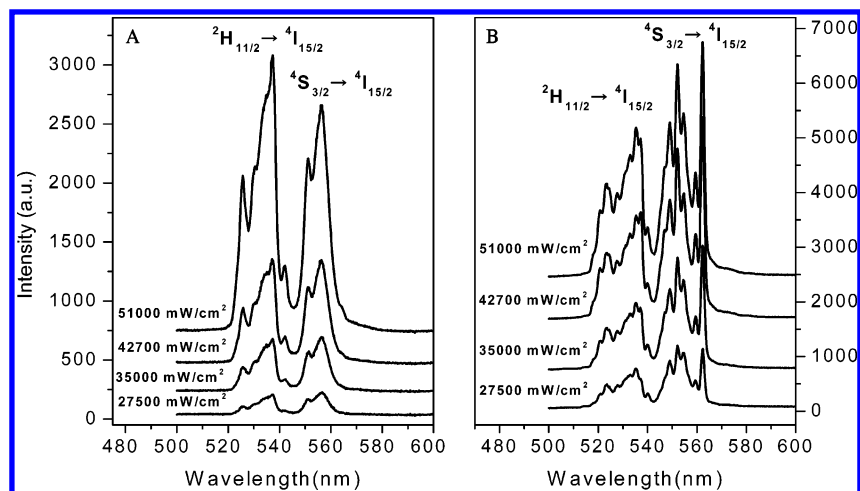 A
²H₁₁/₂→ ⁴I₁₅/₂
⁴S₃/₂→ ⁴I₁₅/₂
Intensity (a.u.)
3000
2500
2000
1500
1000
500
0
51000 mW/cm²
42700 mW/cm²
35000 mW/cm²
27500 mW/cm²
480 500 520 540 560 580 600
Wavelength(nm)
B
⁴S₃/₂→ ⁴I₁₅/₂
²H₁₁/₂→ ⁴I₁₅/₂
7000
6000
5000
4000
3000
2000
1000
0
51000 mW/cm²
42700 mW/cm²
35000 mW/cm²
27500 mW/cm²
480 500 520 540 560 580 600
Wavelength(nm)